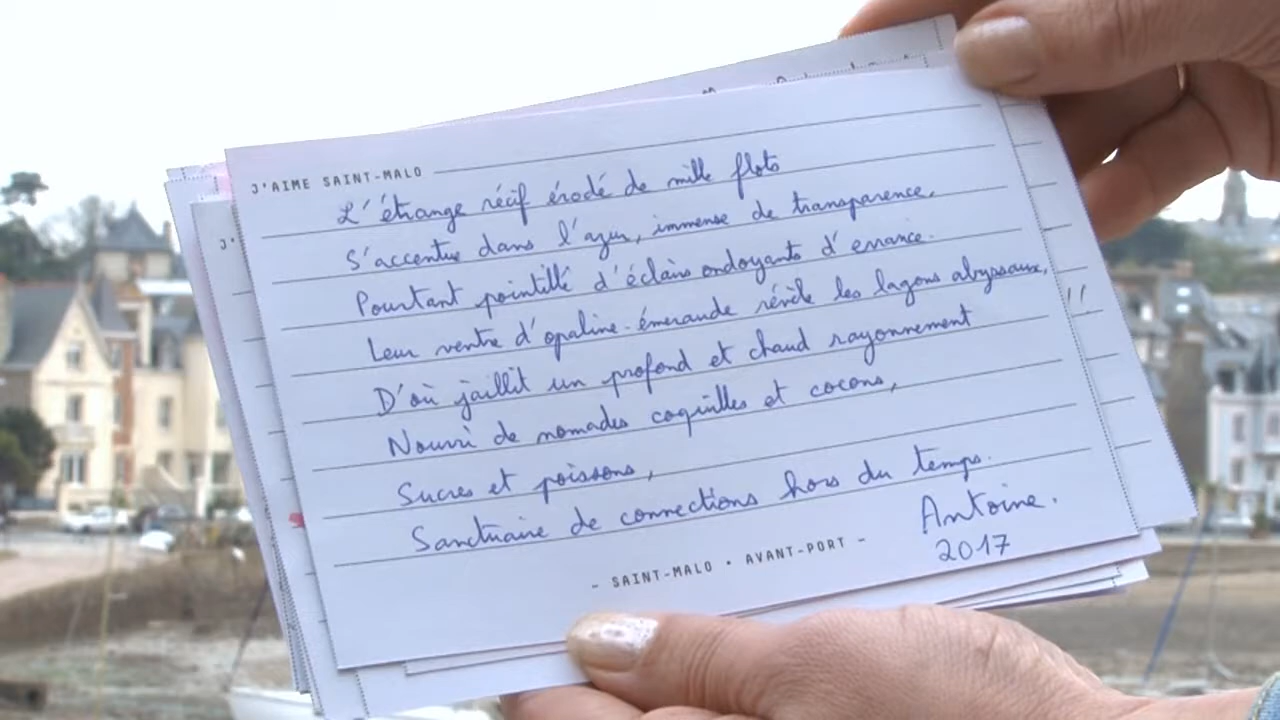 J'AIME SAINT-MALO
L'étrange récif érodé de mille flots
S'accentue dans l'azur, immense de transparence.
Pourtant pointillé d'éclairs ondoyants d'errance.
Leur ventre d'opaline-émeraude révèle les lagons abyssaux,
D'où jaillit un profond et chaud rayonnement
Nourri de nomades coquilles et cocons,
Sucres et poissons,
Sanctuaire de connections hors du temps.
Antoine.
2017
- SAINT-MALO • AVANT-PORT -
J'
!!